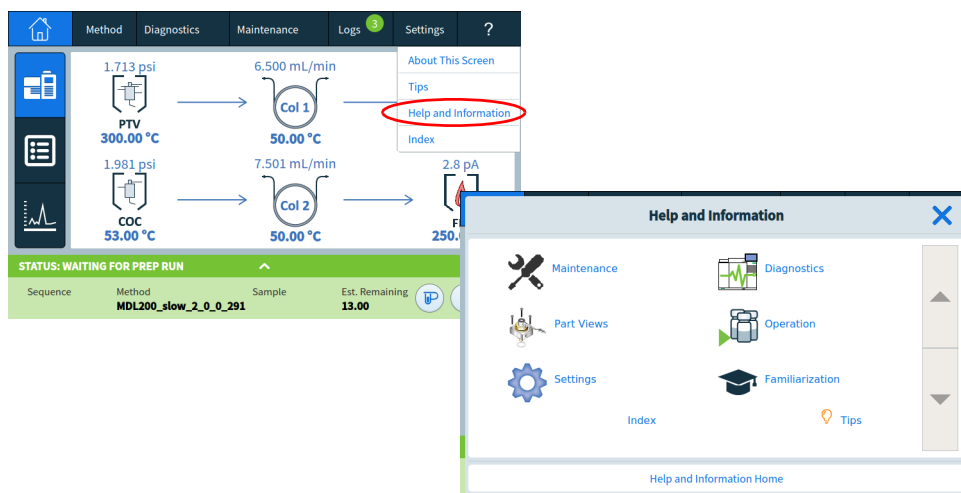 Method Diagnostics Maintenance Logs 3 Settings ?
About This Screen
Tips
Help and Information
Index
1.713 psi 6.500 mL/min
Col 1
PTV
300.00 °C 50.00 °C
1.981 psi 7.501 mL/min 2.8 pA
Col 2
COC
53.00 °C 50.00 °C 250.
STATUS: WAITING FOR PREP RUN
Sequence Method Sample Est. Remaining
MDL200_slow_2_0_0_291 13.00
P
Help and Information
Maintenance Diagnostics
Part Views Operation
Settings Familiarization
Index Tips
Help and Information Home